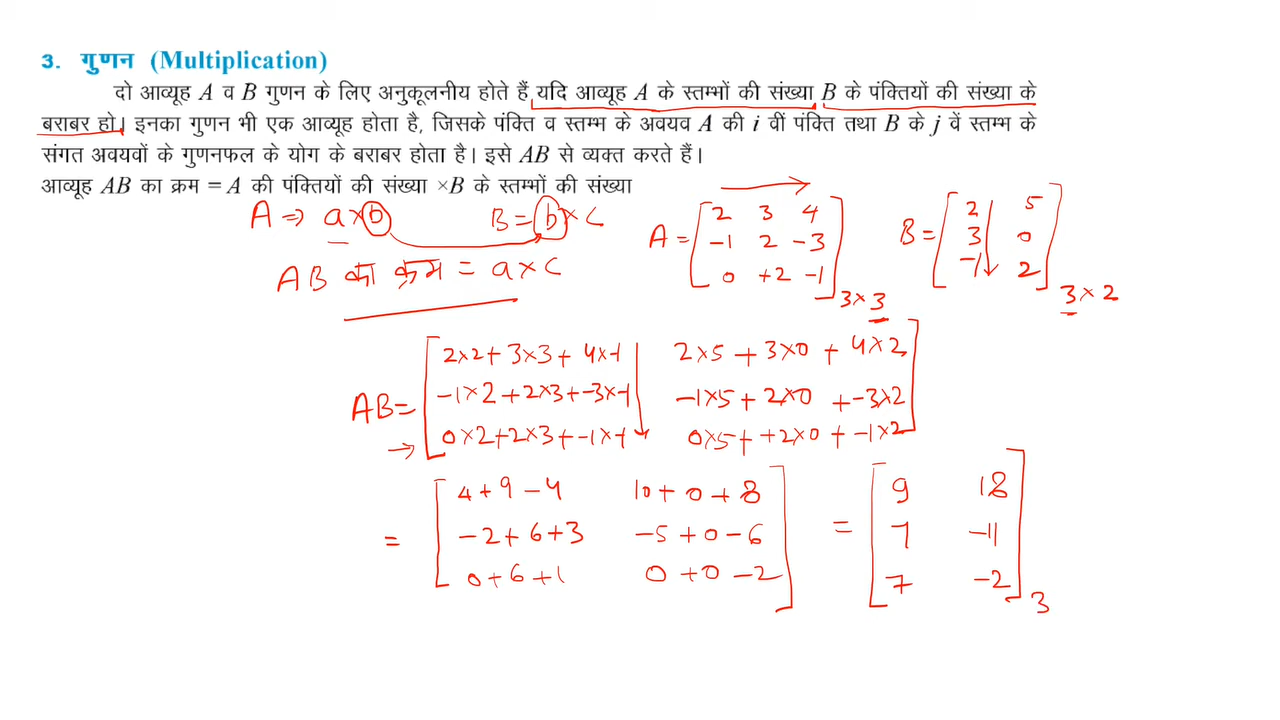 3. गुणन (Multiplication)
दो आव्यूह A व B गुणन के लिए अनुकूलनीय होते हैं यदि आव्यूह A के स्तम्भों की संख्या B के पंक्तियों की संख्या के
बराबर हो। इनका गुणन भी एक आव्यूह होता है, जिसके पंक्ति व स्तम्भ के अवयव A की i वीं पंक्ति तथा B के j वें स्तम्भ के
संगत अवयवों के गुणनफल के योग के बराबर होता है। इसे AB से व्यक्त करते हैं।
आव्यूह AB का क्रम = A की पंक्तियों की संख्या ×B के स्तम्भों की संख्या
A ⇒ a×b B = b×c
AB का क्रम = a×c
A =
2 3 4
-1 2 -3
0 +2 -1
3×3
B =
2 5
3 0
-1 2
3×2
AB =
2×2+3×3+4×-1 2×5+3×0+4×2
-1×2+2×3+-3×-1 -1×5+2×0+-3×2
→ 0×2+2×3+-1×-1 0×5++2×0+-1×2
=
4+9-4 10+0+8
-2+6+3 -5+0-6
0+6+1 0+0-2
=
9 18
7 -11
7 -2
3